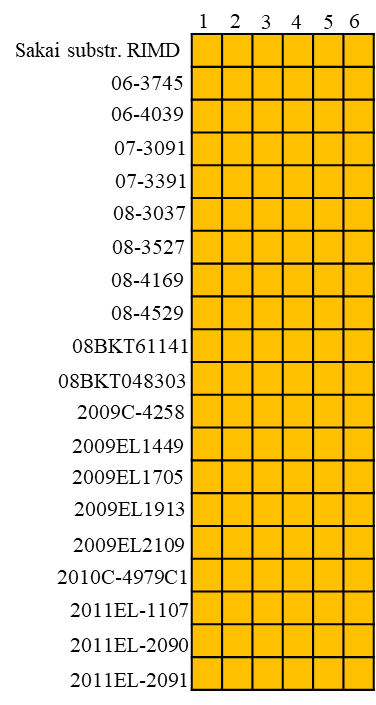 1 2 3 4 5 6
Sakai substr. RIMD
06-3745
06-4039
07-3091
07-3391
08-3037
08-3527
08-4169
08-4529
08BKT61141
08BKT048303
2009C-4258
2009EL1449
2009EL1705
2009EL1913
2009EL2109
2010C-4979C1
2011EL-1107
2011EL-2090
2011EL-2091